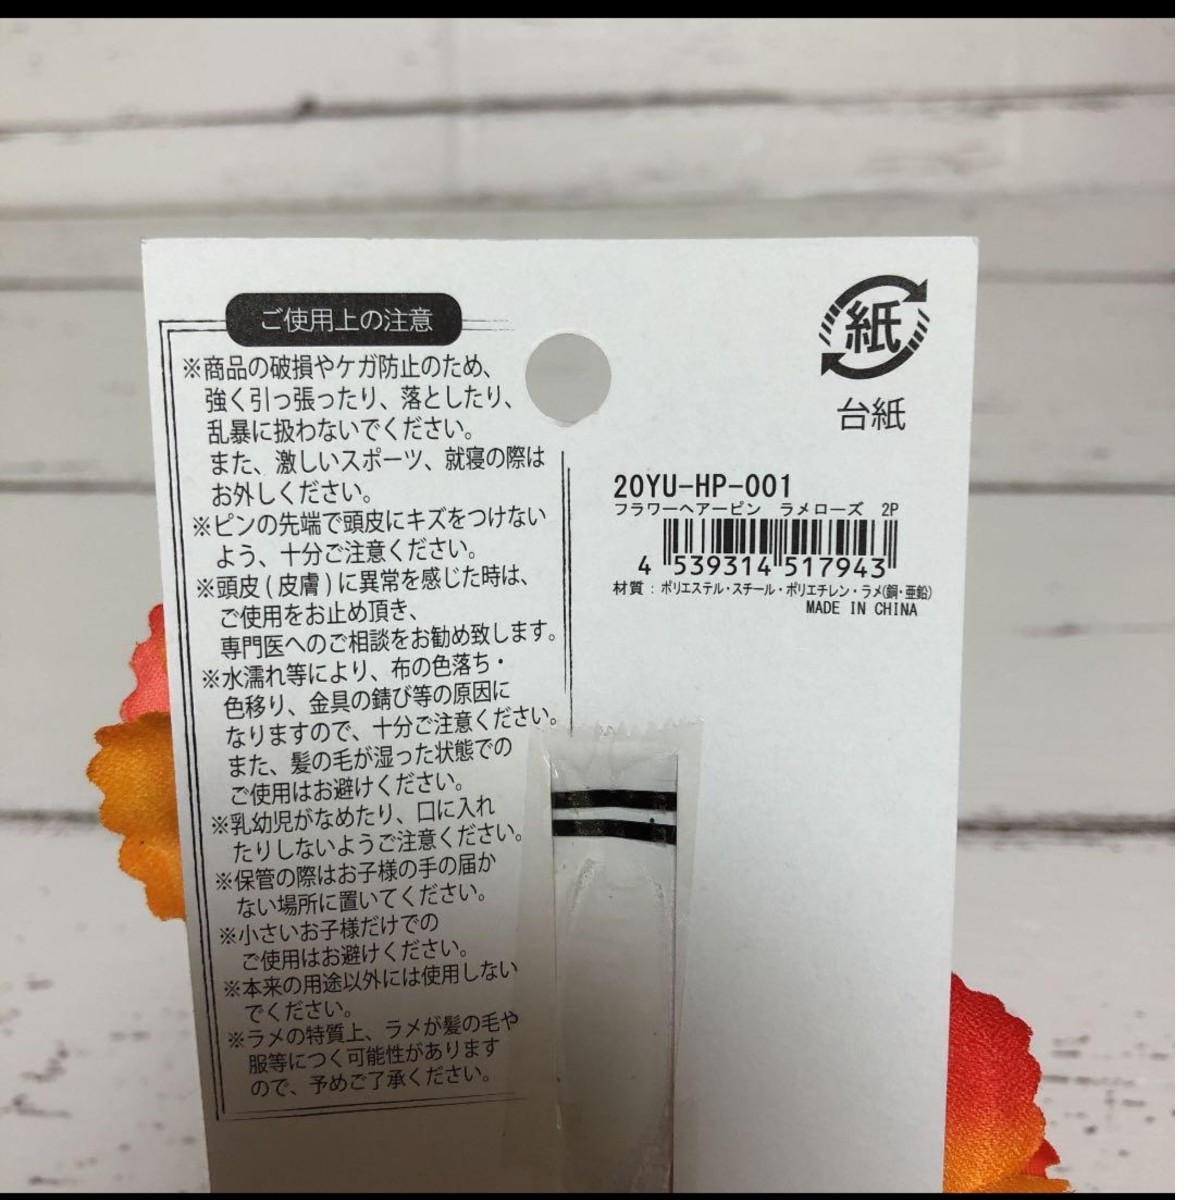 ご使用上の注意
※商品の破損やケガ防止のため、
強く引っ張ったり、落としたり、
乱暴に扱わないでください。
また、激しいスポーツ、就寝の際は
お外しください。
※ピンの先端で頭皮にキズをつけない
よう、十分ご注意ください。
※頭皮(皮膚)に異常を感じた時は、
ご使用をお止め頂き、
専門医へのご相談をお勧め致します。
※水濡れ等により、布の色落ち・
色移り、金具の錆び等の原因に
なりますので、十分ご注意ください。
また、髪の毛が湿った状態での
ご使用はお避けください。
※乳幼児がなめたり、口に入れ
たりしないようご注意ください。
※保管の際はお子様の手の届か
ない場所に置いてください。
※小さいお子様だけでの
ご使用はお避けください。
※本来の用途以外には使用しない
でください。
※ラメの特質上、ラメが髪の毛や
服等につく可能性があります
ので、予めご了承ください。
紙
台紙
20YU-HP-001
フラワーヘアーピン ラメローズ 2P
4 539314 517943
材質:ポリエステル・スチール・ポリエチレン・ラメ(銅・亜鉛)
MADE IN CHINA